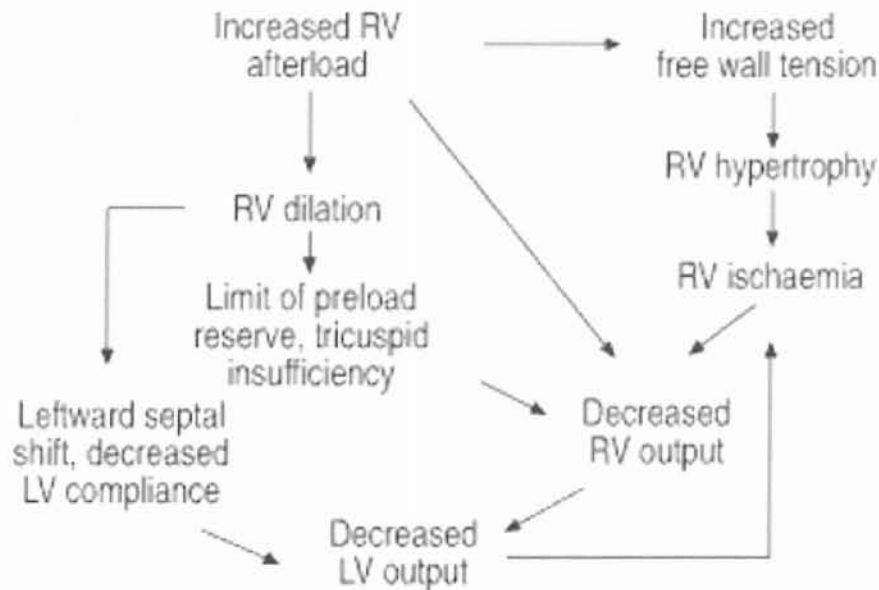 Increased RV
afterload
Increased
free wall tension
RV hypertrophy
RV dilation
RV ischaemia
Limit of preload
reserve, tricuspid
insufficiency
Leftward septal
shift, decreased
LV compliance
Decreased
RV output
Decreased
LV output